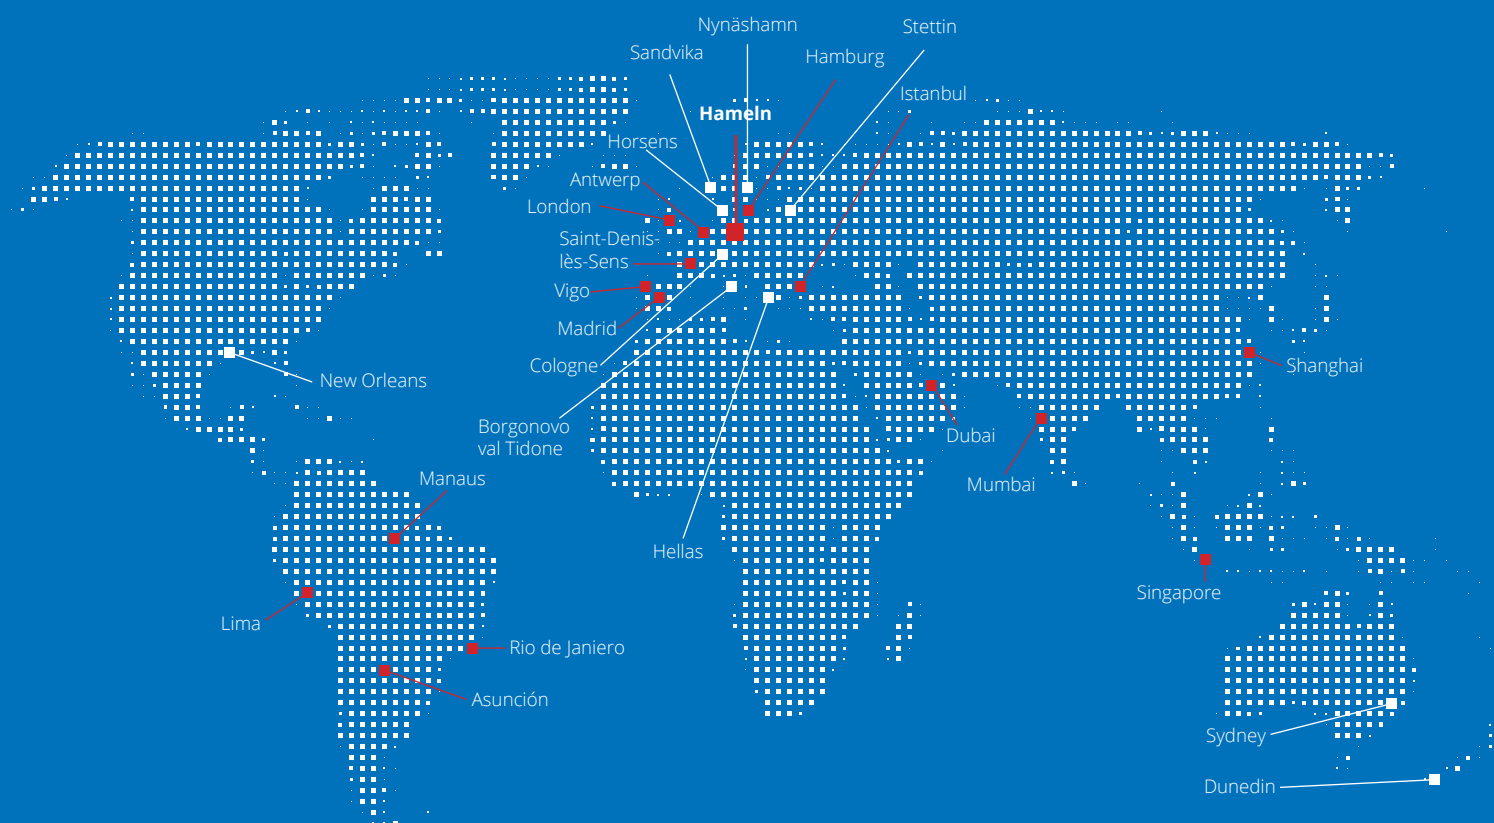 Nynäshamn
Stettin
Sandvika
Hamburg
Istanbul
Hameln
Horsens
Antwerp
London
Saint-Denis-
lès-Sens
Vigo
Madrid
Cologne
Shanghai
New Orleans
Borgonovo
val Tidone
Dubai
Manaus
Mumbai
Hellas
Singapore
Lima
Rio de Janiero
Asunción
Sydney
Dunedin